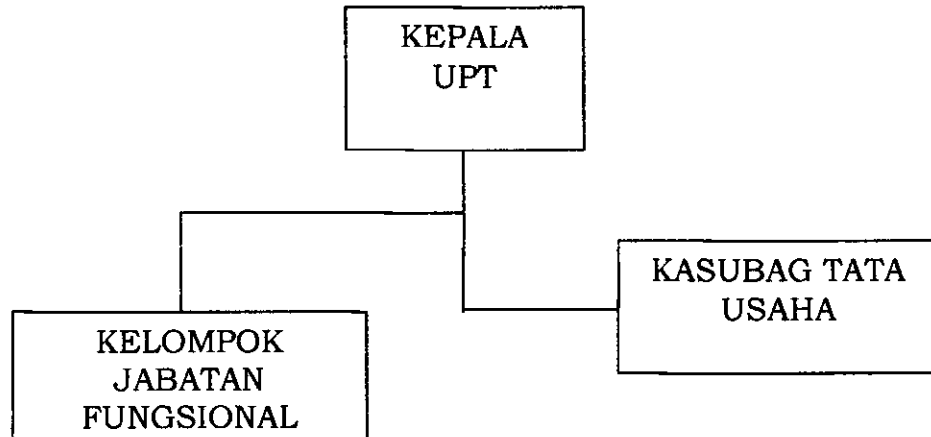 KEPALA
UPT
KASUBAG TATA
USAHA
KELOMPOK
JABATAN
FUNGSIONAL